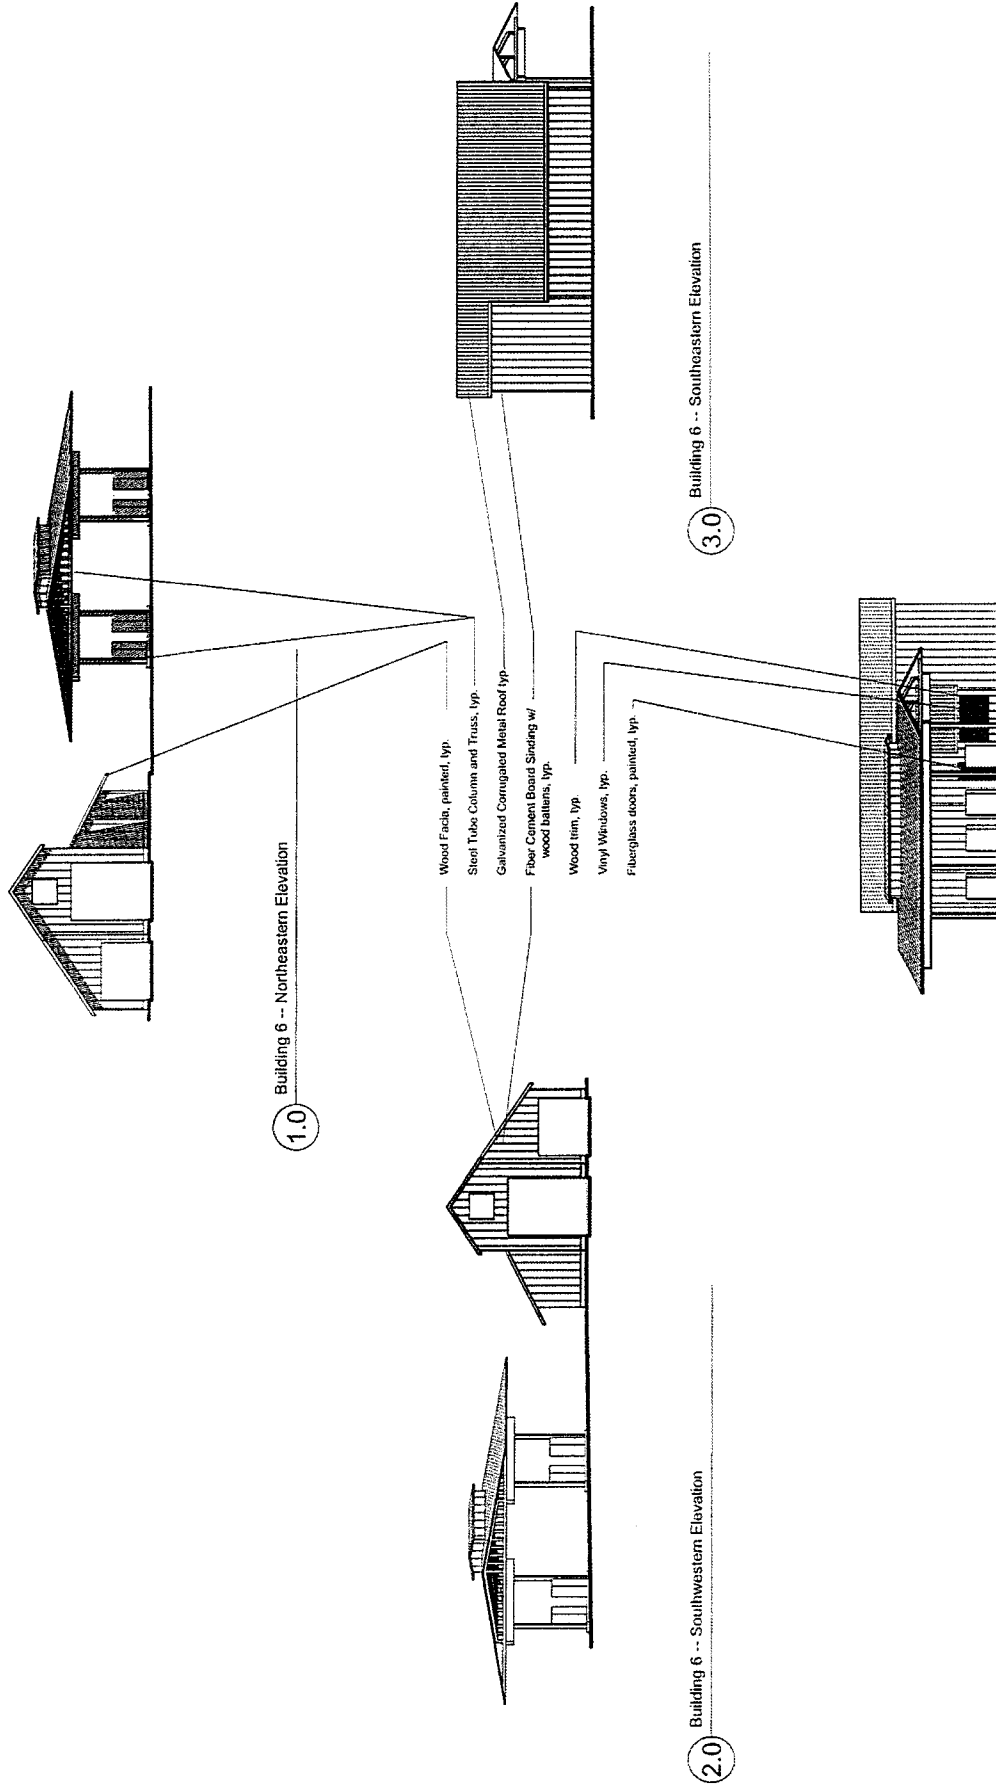 1.0
Building 6 -- Northeastern Elevation
Wood Facia, painted, typ.
Steel Tube Column and Truss, typ.
Galvanized Corrugated Metal Roof typ.
Fiber Cement Board Sinding w/
wood battens, typ.
Wood trim, typ.
Vinyl Windows, typ.
Fiberglass doors, painted, typ.
2.0
Building 6 -- Southwestern Elevation
3.0
Building 6 -- Southeastern Elevation